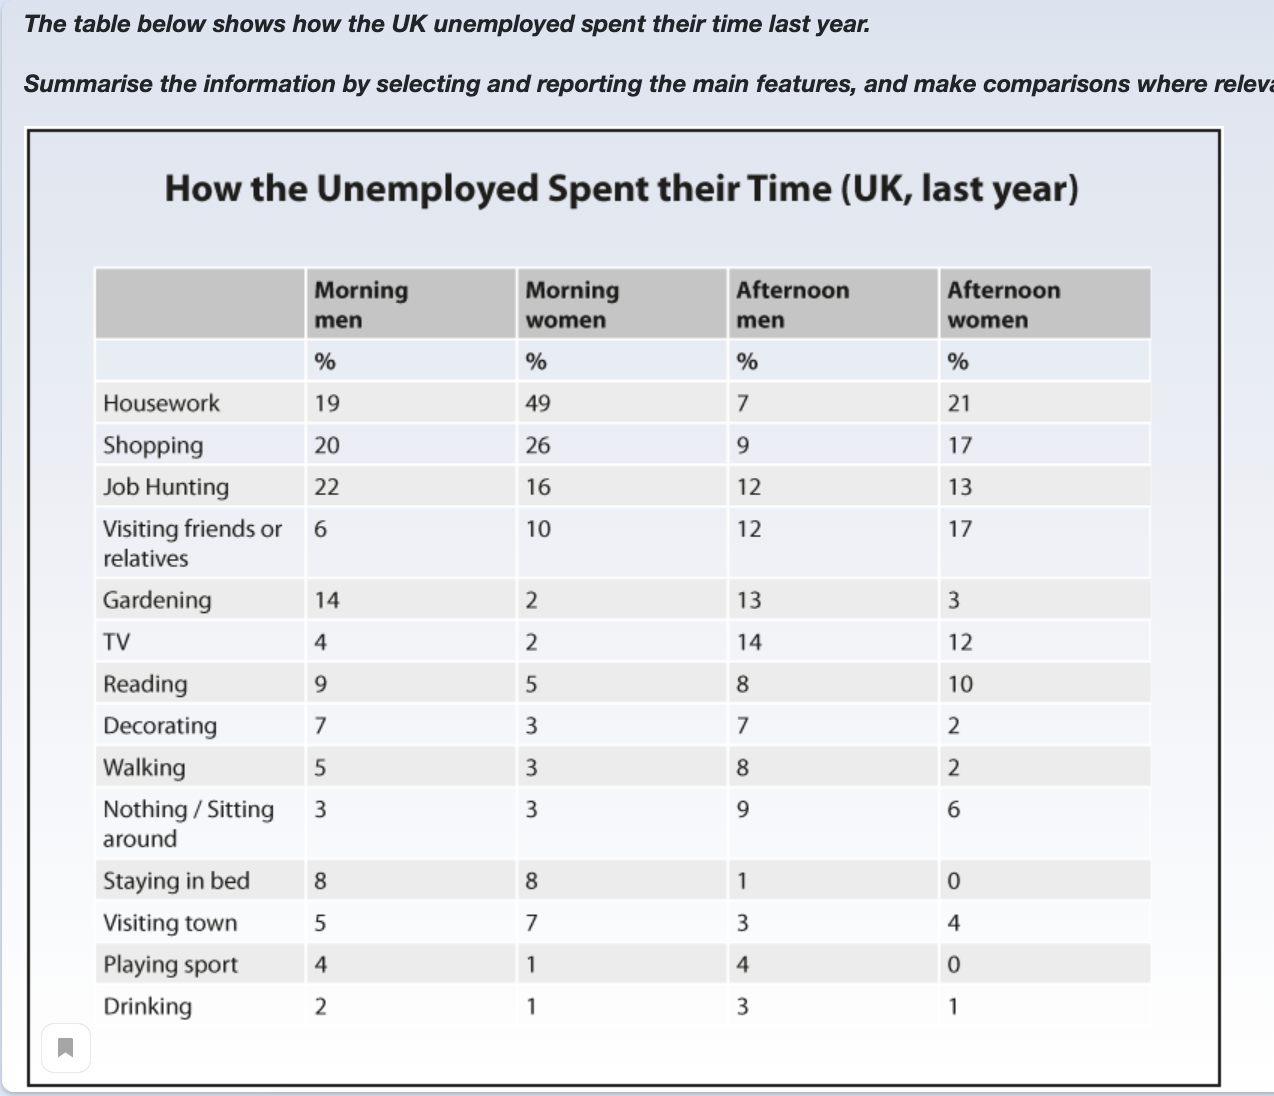 The table below shows how the UK unemployed spent their time last year.
Summarise the information by selecting and reporting the main features, and make comparisons where
How the Unemployed Spent their Time (UK, last year)
Morning men Morning women Afternoon men Afternoon women
% % % %
Housework 19 49 7 21
Shopping 20 26 9 17
Job Hunting 22 16 12 13
Visiting friends or relatives 6 10 12 17
Gardening 14 2 13 3
TV 4 2 14 12
Reading 9 5 8 10
Decorating 7 3 7 2
Walking 5 3 8 2
Nothing / Sitting around 3 3 9 6
Staying in bed 8 8 1 0
Visiting town 5 7 3 4
Playing sport 4 1 4 0
Drinking 2 1 3 1